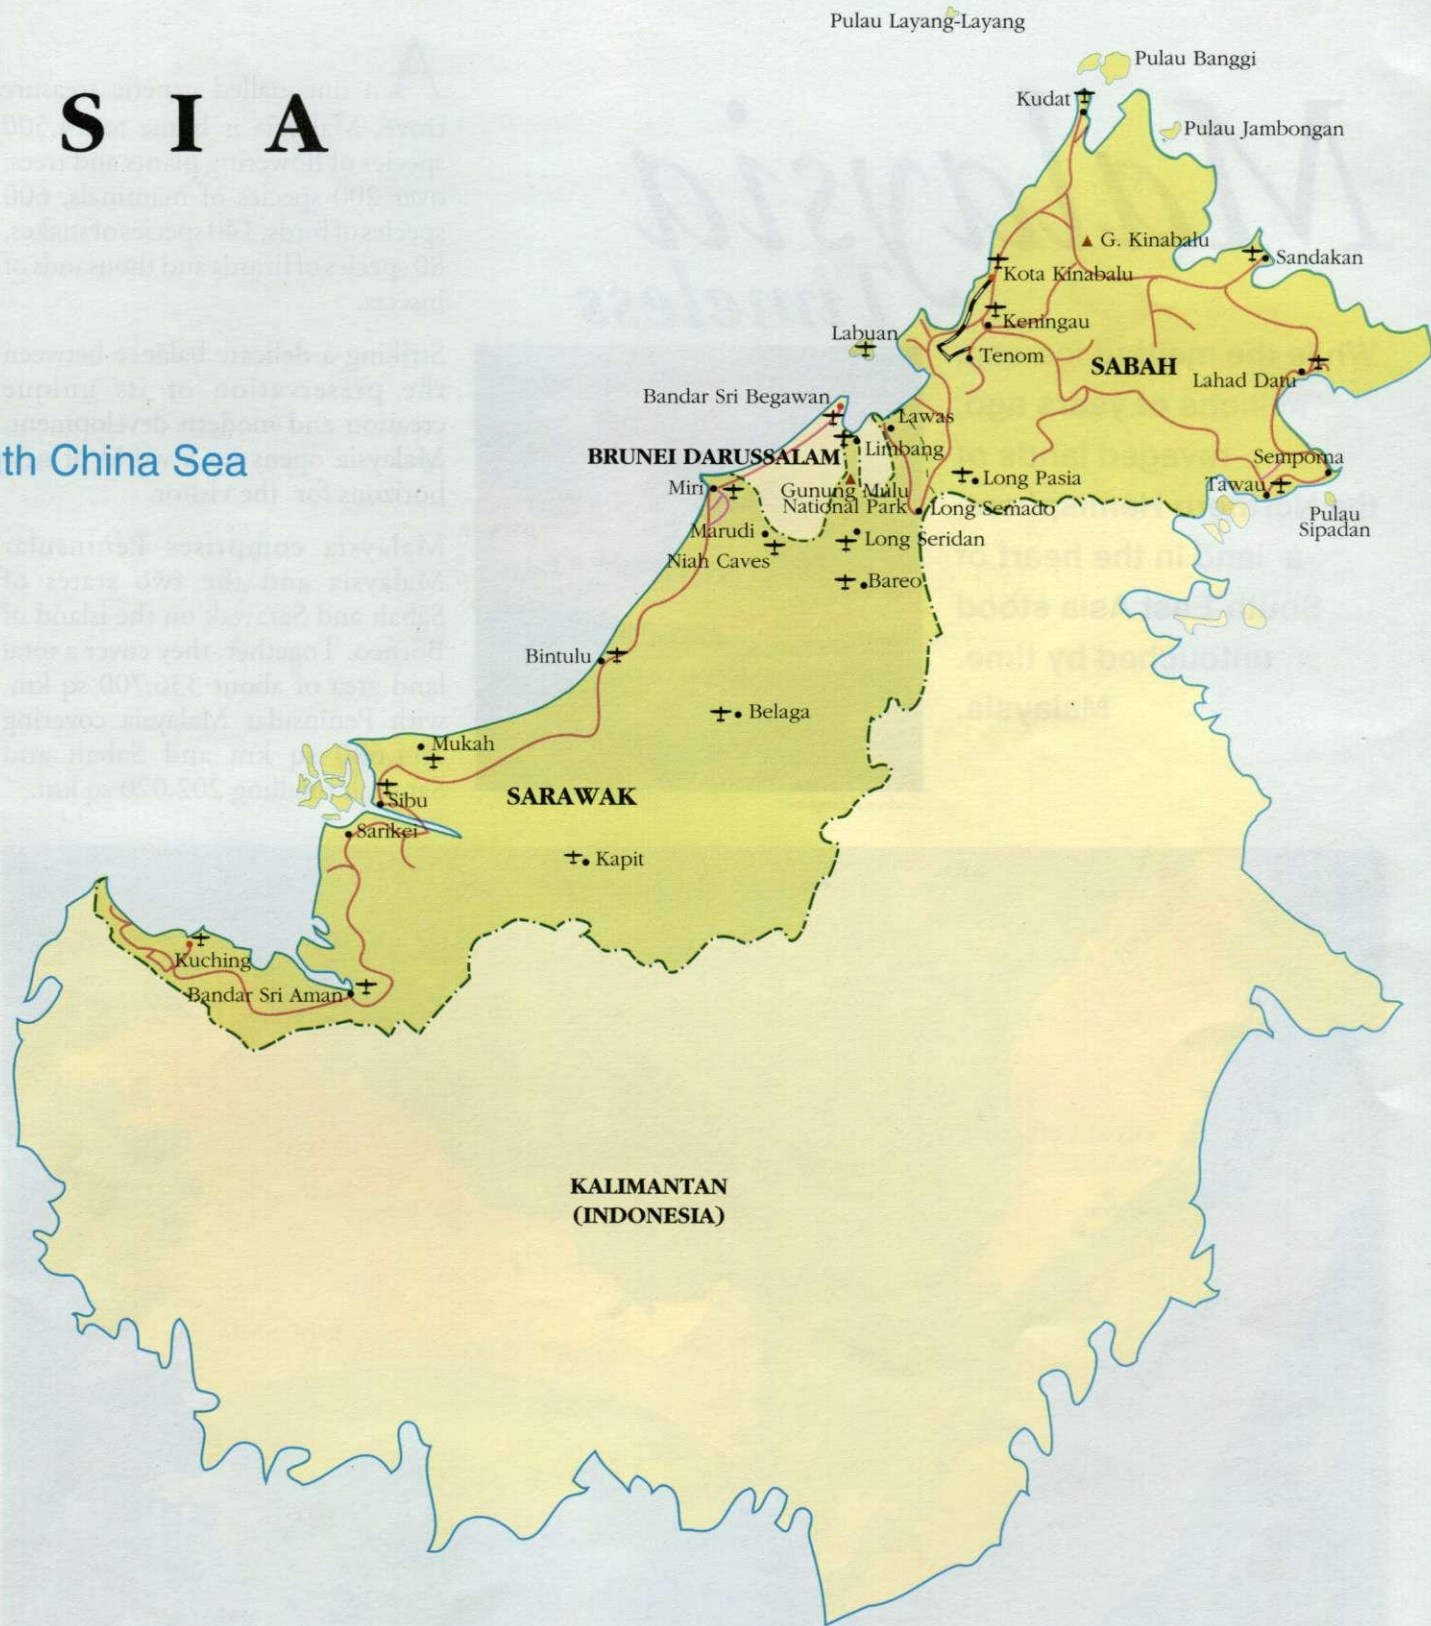 Pulau Layang-Layang
Pulau Banggi
Kudat
S I A
Pulau Jambongan
G. Kinabalu
Sandakan
Kota Kinabalu
Keningau
Labuan
Tenom
SABAH
Lahad Datu
Bandar Sri Begawan
Lawas
Limbang
BRUNEI DARUSSALAM
th China Sea
Semporna
Long Pasia
Tawau
Miri
Gunung Mulu
National Park
Long Semado
Pulau
Sipadan
Marudi
Long Seridan
Niah Caves
Bareo
Bintulu
Belaga
Mukah
SARAWAK
Sibu
Sarikei
Kapit
Kuching
Bandar Sri Aman
KALIMANTAN
(INDONESIA)